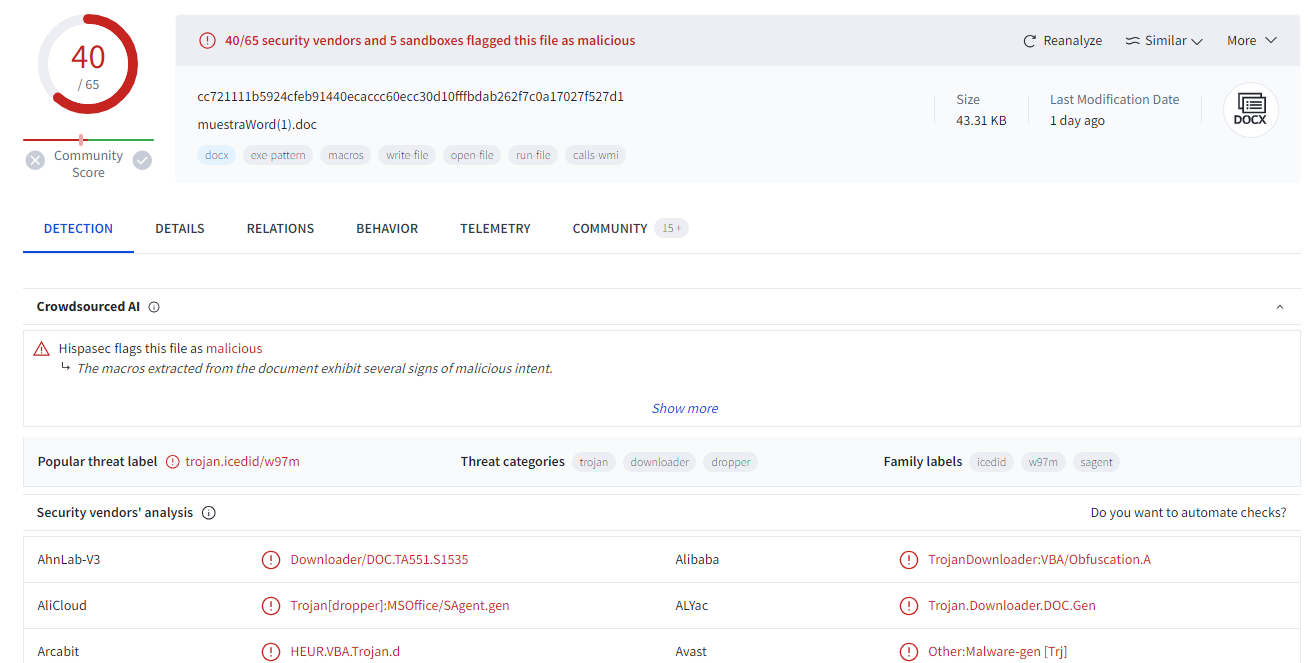 40
/ 65
Community
Score
40/65 security vendors and 5 sandboxes flagged this file as malicious
Reanalyze
Similar
More
cc721111b5924cfeb91440ecaccc60ecc30d10fffbdab262f7c0a17027f527d1
muestraWord(1).doc
docx exe-pattern macros write-file open-file run-file calls-wmi
Size
43.31 KB
Last Modification Date
1 day ago
DOCX
DETECTION DETAILS RELATIONS BEHAVIOR TELEMETRY COMMUNITY 15 +
Crowdsourced AI
Hispasec flags this file as malicious
The macros extracted from the document exhibit several signs of malicious intent.
Show more
Popular threat label trojan.icedid/w97m Threat categories trojan downloader dropper Family labels icedid w97m sagent
Security vendors' analysis Do you want to automate checks?
AhnLab-V3 Downloader/DOC.TA551.S1535 Alibaba TrojanDownloader:VBA/Obfuscation.A
AliCloud Trojan[dropper]:MSOffice/SAgent.gen ALYac Trojan.Downloader.DOC.Gen
Arcabit HEUR.VBA.Trojan.d Avast Other:Malware-gen [Trj]